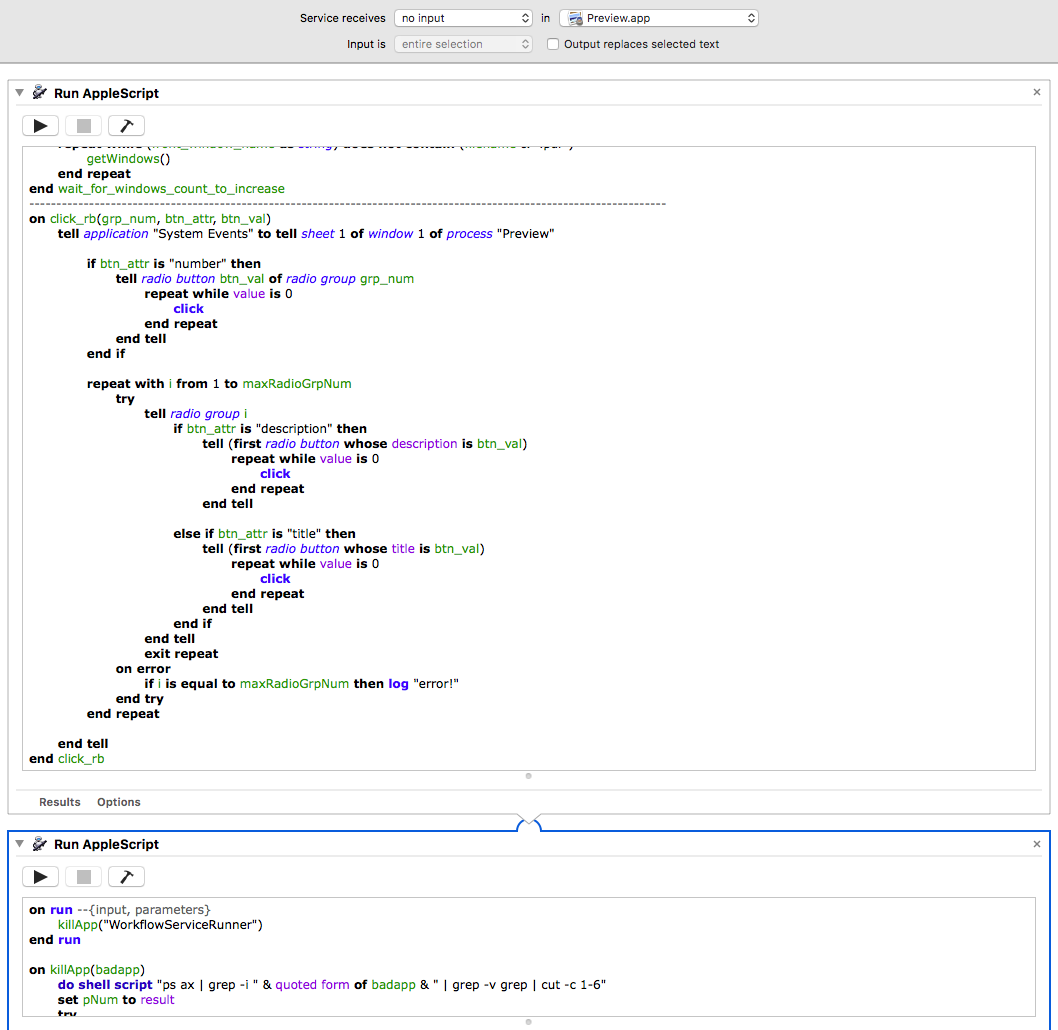 Service receives no input in Preview.app
Input is entire selection Output replaces selected text
Run AppleScript
getWindows()
end repeat
end wait_for_windows_count_to_increase
on click_rb(grp_num, btn_attr, btn_val)
tell application "System Events" to tell sheet 1 of window 1 of process "Preview"
if btn_attr is "number" then
tell radio button btn_val of radio group grp_num
repeat while value is 0
click
end repeat
end tell
end if
repeat with i from 1 to maxRadioGrpNum
try
tell radio group i
if btn_attr is "description" then
tell (first radio button whose description is btn_val)
repeat while value is 0
click
end repeat
end tell
else if btn_attr is "title" then
tell (first radio button whose title is btn_val)
repeat while value is 0
click
end repeat
end tell
end if
end tell
exit repeat
on error
if i is equal to maxRadioGrpNum then log "error!"
end try
end repeat
end tell
end click_rb
Results Options
Run AppleScript
on run --{input, parameters}
killApp("WorkflowServiceRunner")
end run
on killApp(badapp)
do shell script "ps ax | grep -i " & quoted form of badapp & " | grep -v grep | cut -c 1-6"
set pNum to result
try